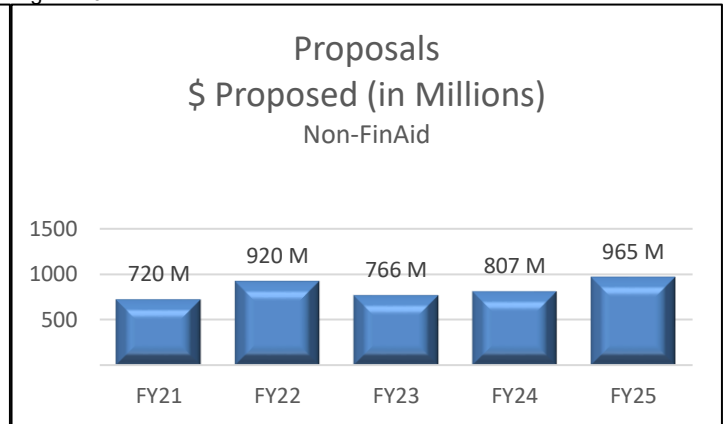 Proposals
$ Proposed (in Millions)
Non-FinAid
1500
1000
500
720 M
920 M
766 M
807 M
965 M
FY21
FY22
FY23
FY24
FY25